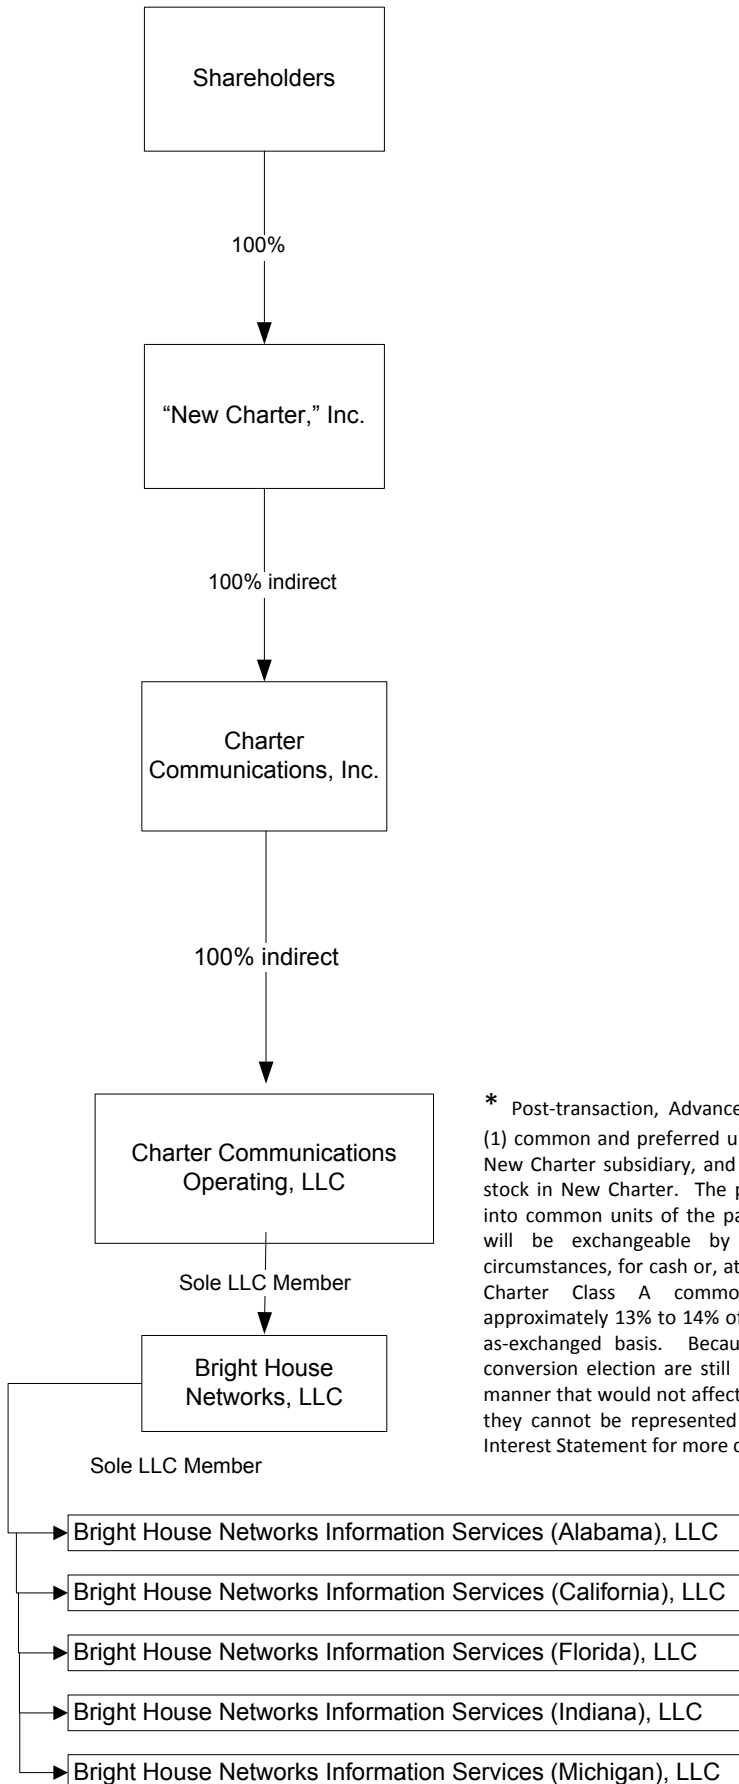 Shareholders
100%
“New Charter,” Inc.
100% indirect
Charter
Communications, Inc.
100% indirect
Charter Communications
Operating, LLC
Sole LLC Member
Bright House
Networks, LLC
Sole LLC Member
* Post-transaction, Advance
(1) common and preferred
New Charter subsidiary, and
stock in New Charter. The
into common units of the
will be exchangeable by
circumstances, for cash or, at
Charter Class A
approximately 13% to 14% of
as-exchanged basis.
conversion election are still
manner that would not affect
they cannot be represented
Interest Statement for more
Bright House Networks Information Services (Alabama), LLC
Bright House Networks Information Services (California), LLC
Bright House Networks Information Services (Florida), LLC
Bright House Networks Information Services (Indiana), LLC
Bright House Networks Information Services (Michigan), LLC